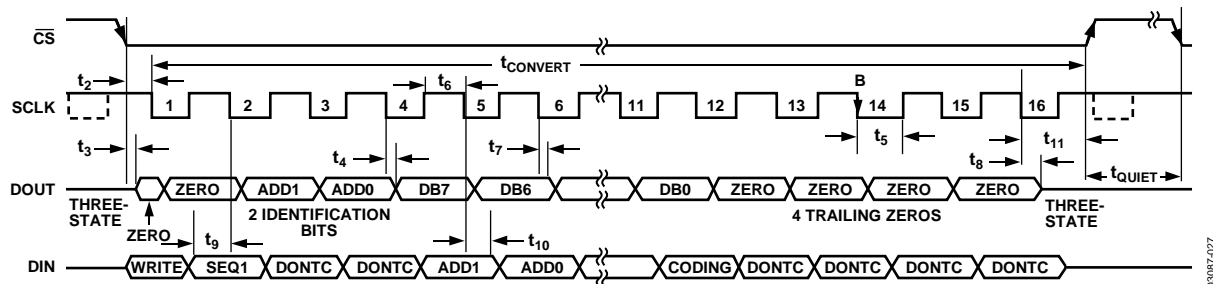 CS
tCONVERT
t2
t6
B
SCLK
1 2 3 4 5 6 11 12 13 14 15 16
t3
t4
t7
t5
t8
t11
tQUIET
DOUT
ZERO ADD1 ADD0 DB7 DB6 DB0 ZERO ZERO ZERO ZERO
THREE-
STATE
ZERO
2 IDENTIFICATION
BITS
4 TRAILING ZEROS
THREE-
STATE
t9
t10
DIN
WRITE SEQ1 DONTC DONTC ADD1 ADD0 CODING DONTC DONTC DONTC DONTC
03087-027